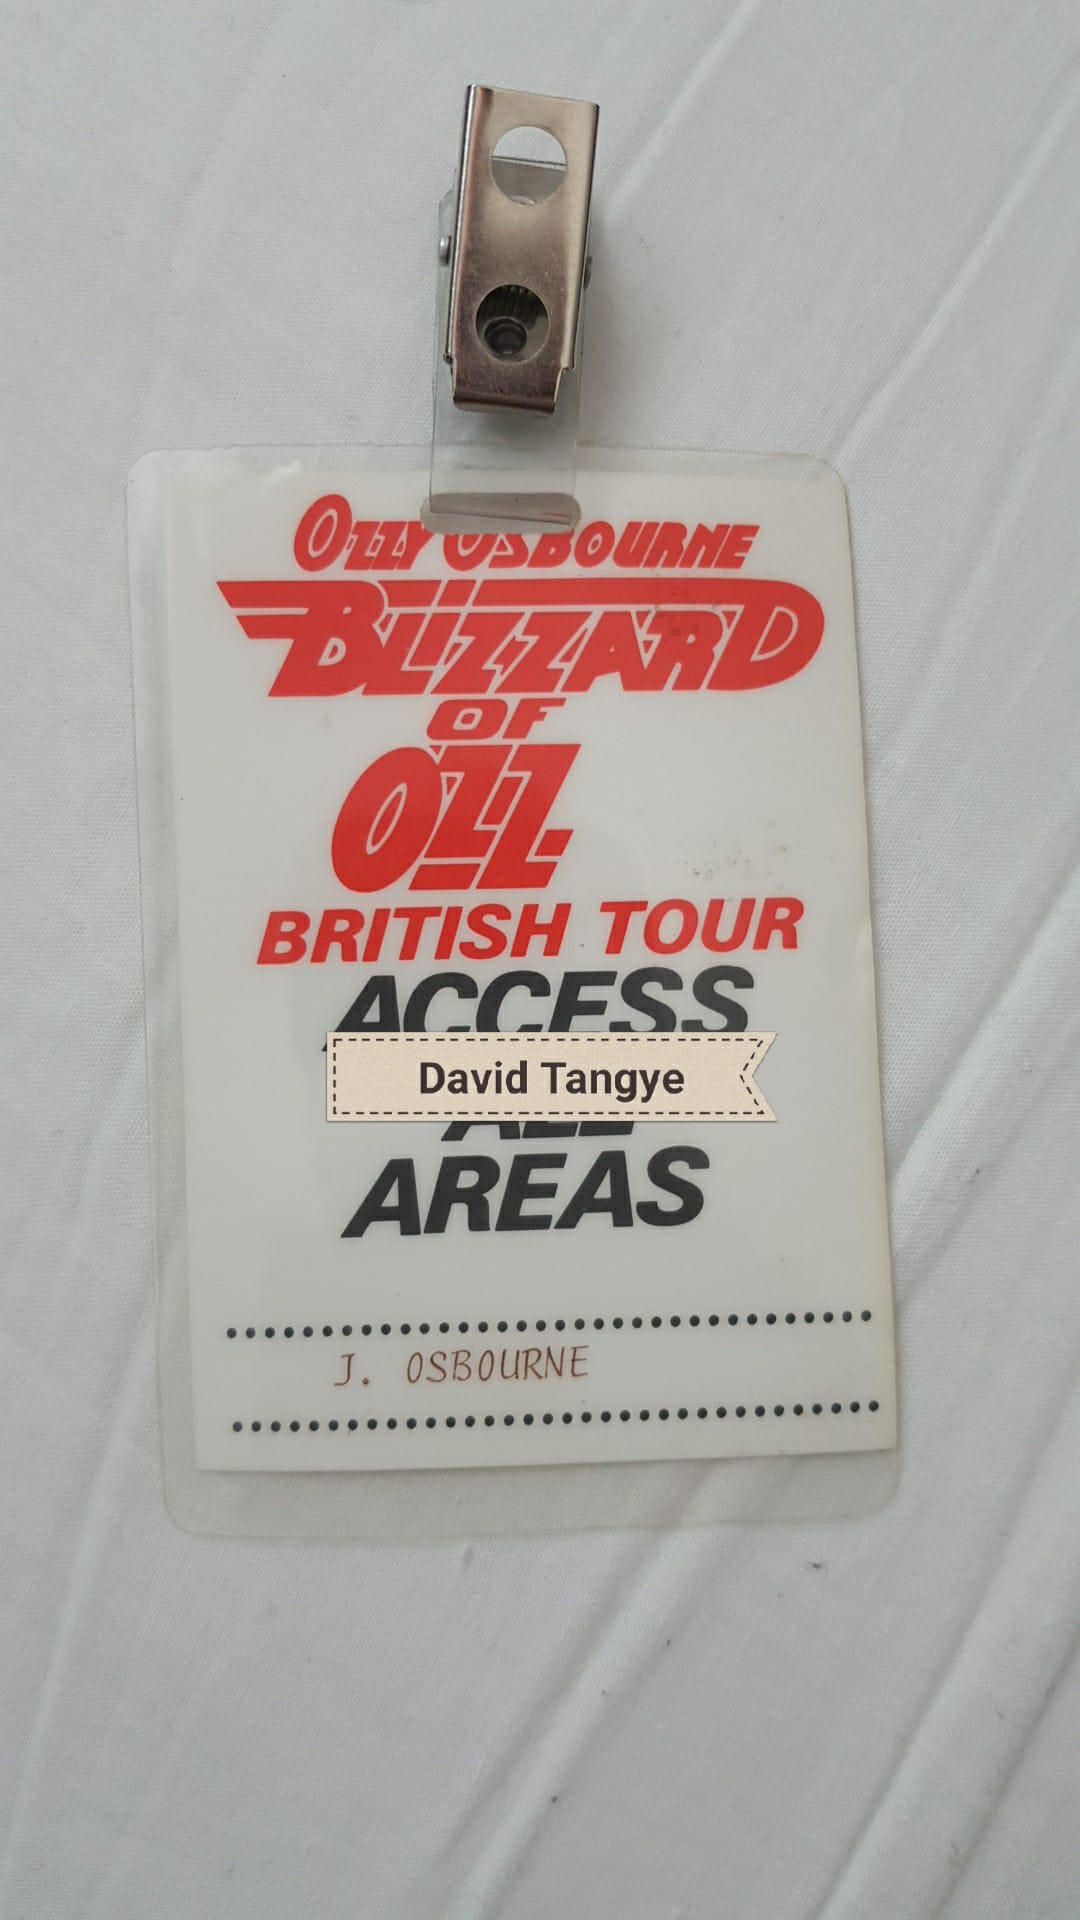 OZZY OSBOURNE
BLIZZARD
OF
OZZ
BRITISH TOUR
ACCESS
David Tangye
ALL
AREAS
J. OSBOURNE